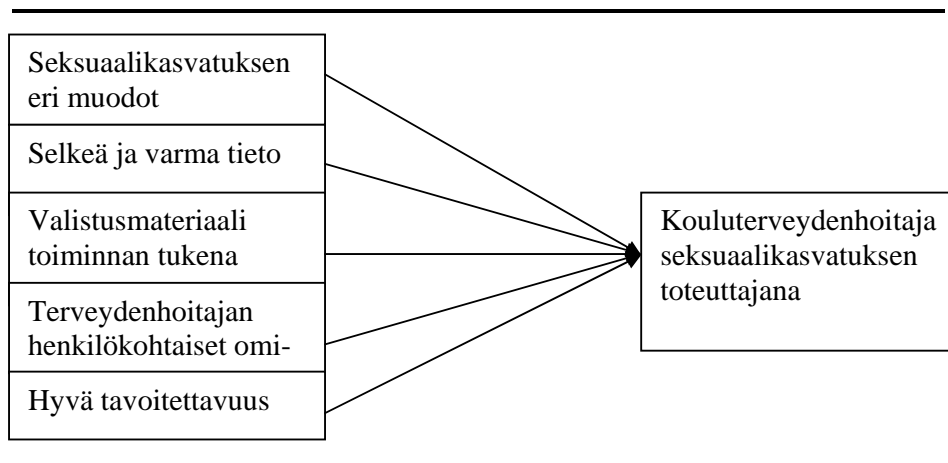 Seksuaalikasvatuksen
eri muodot
Selkeä ja varma tieto
Valistusmateriaali
toiminnan tukena
Terveydenhoitajan
henkilökohtaiset omi-
Hyvä tavoitettavuus
Kouluterveydenhoitaja
seksuaalikasvatuksen
toteuttajana